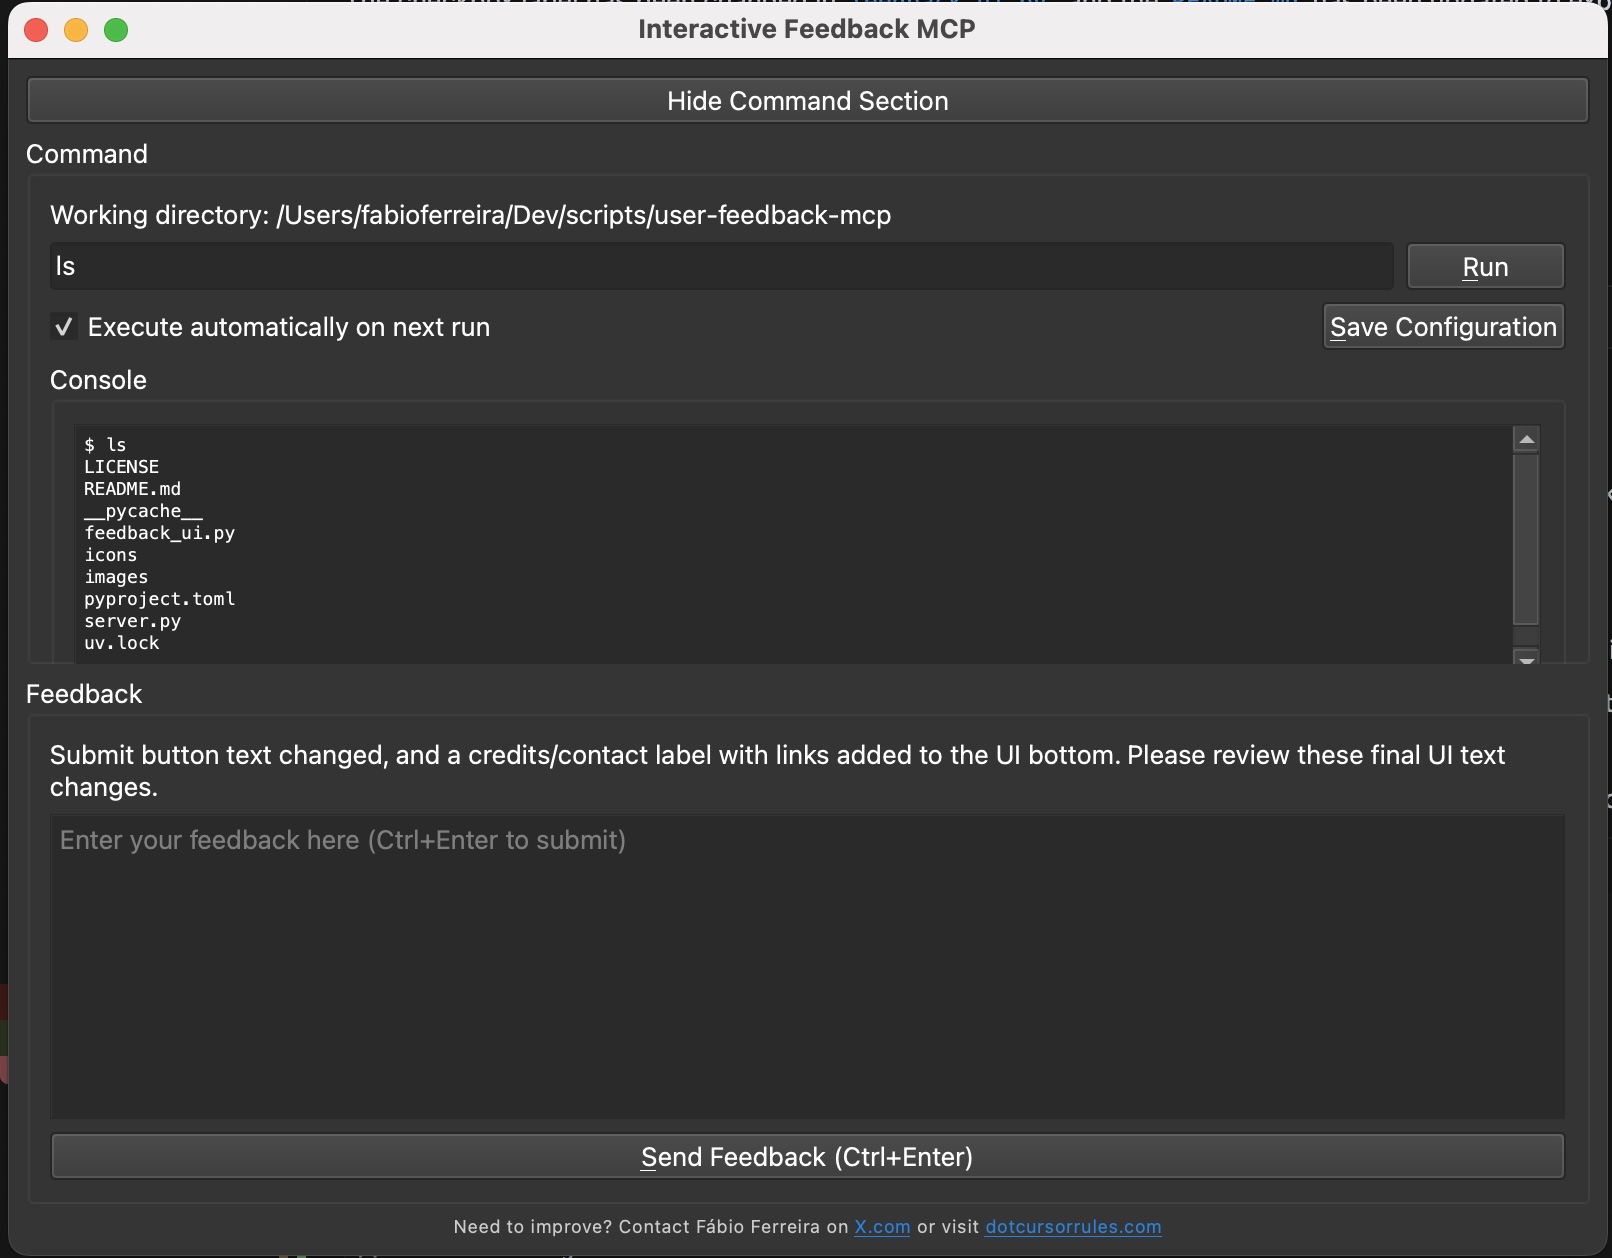 Interactive Feedback MCP
Hide Command Section
Command
Working directory: /Users/fabioferreira/Dev/scripts/user-feedback-mcp
ls
Run
Execute automatically on next run
Save Configuration
Console
$ ls
LICENSE
README.md
__pycache__
feedback_ui.py
icons
images
pyproject.toml
server.py
uv.lock
Feedback
Submit button text changed, and a credits/contact label with links added to the UI bottom. Please review these final UI text
changes.
Enter your feedback here (Ctrl+Enter to submit)
Send Feedback (Ctrl+Enter)
Need to improve? Contact Fábio Ferreira on X.com or visit dotcursorrules.com